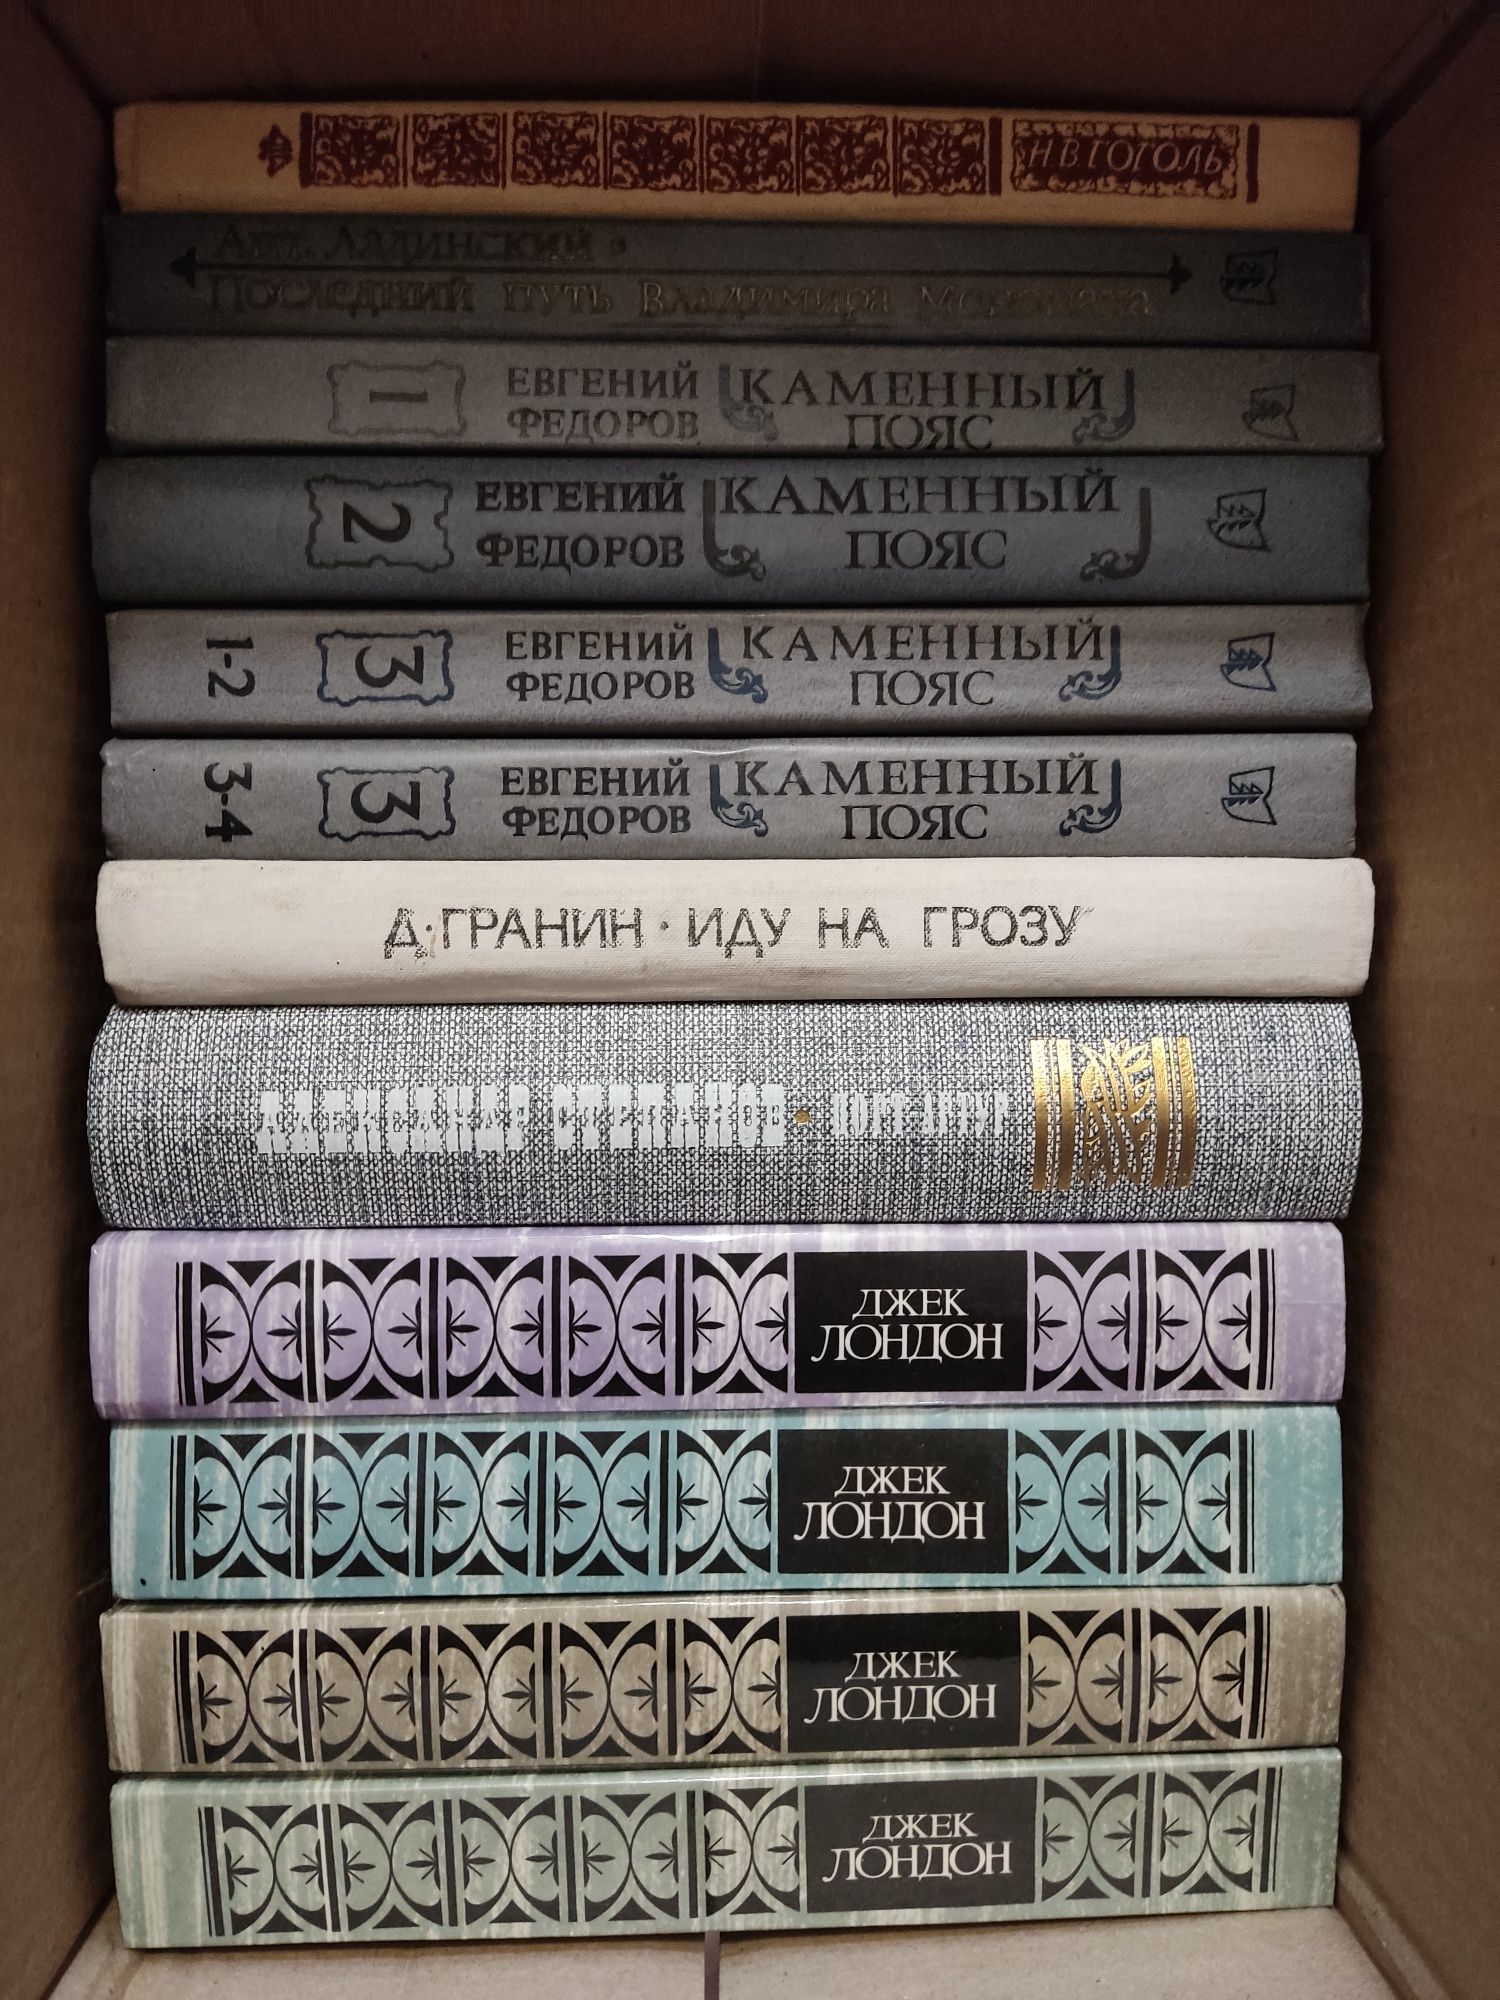 Н.В.ГОГОЛЬ
Ант. Ладинский •
Последний путь Владимира Мономаха
1
ЕВГЕНИЙ
ФЕДОРОВ
КАМЕННЫЙ
ПОЯС
2
ЕВГЕНИЙ
ФЕДОРОВ
КАМЕННЫЙ
ПОЯС
1-2
3
ЕВГЕНИЙ
ФЕДОРОВ
КАМЕННЫЙ
ПОЯС
3-4
3
ЕВГЕНИЙ
ФЕДОРОВ
КАМЕННЫЙ
ПОЯС
Д. ГРАНИН • ИДУ НА ГРОЗУ
АЛЕКСАНДР СТЕПАНОВ • ПОРТ-АРТУР
ДЖЕК
ЛОНДОН
ДЖЕК
ЛОНДОН
ДЖЕК
ЛОНДОН
ДЖЕК
ЛОНДОН